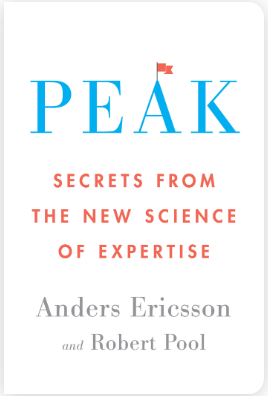 PEAK
SECRETS FROM
THE NEW SCIENCE
OF EXPERTISE
Anders Ericsson
and Robert Pool